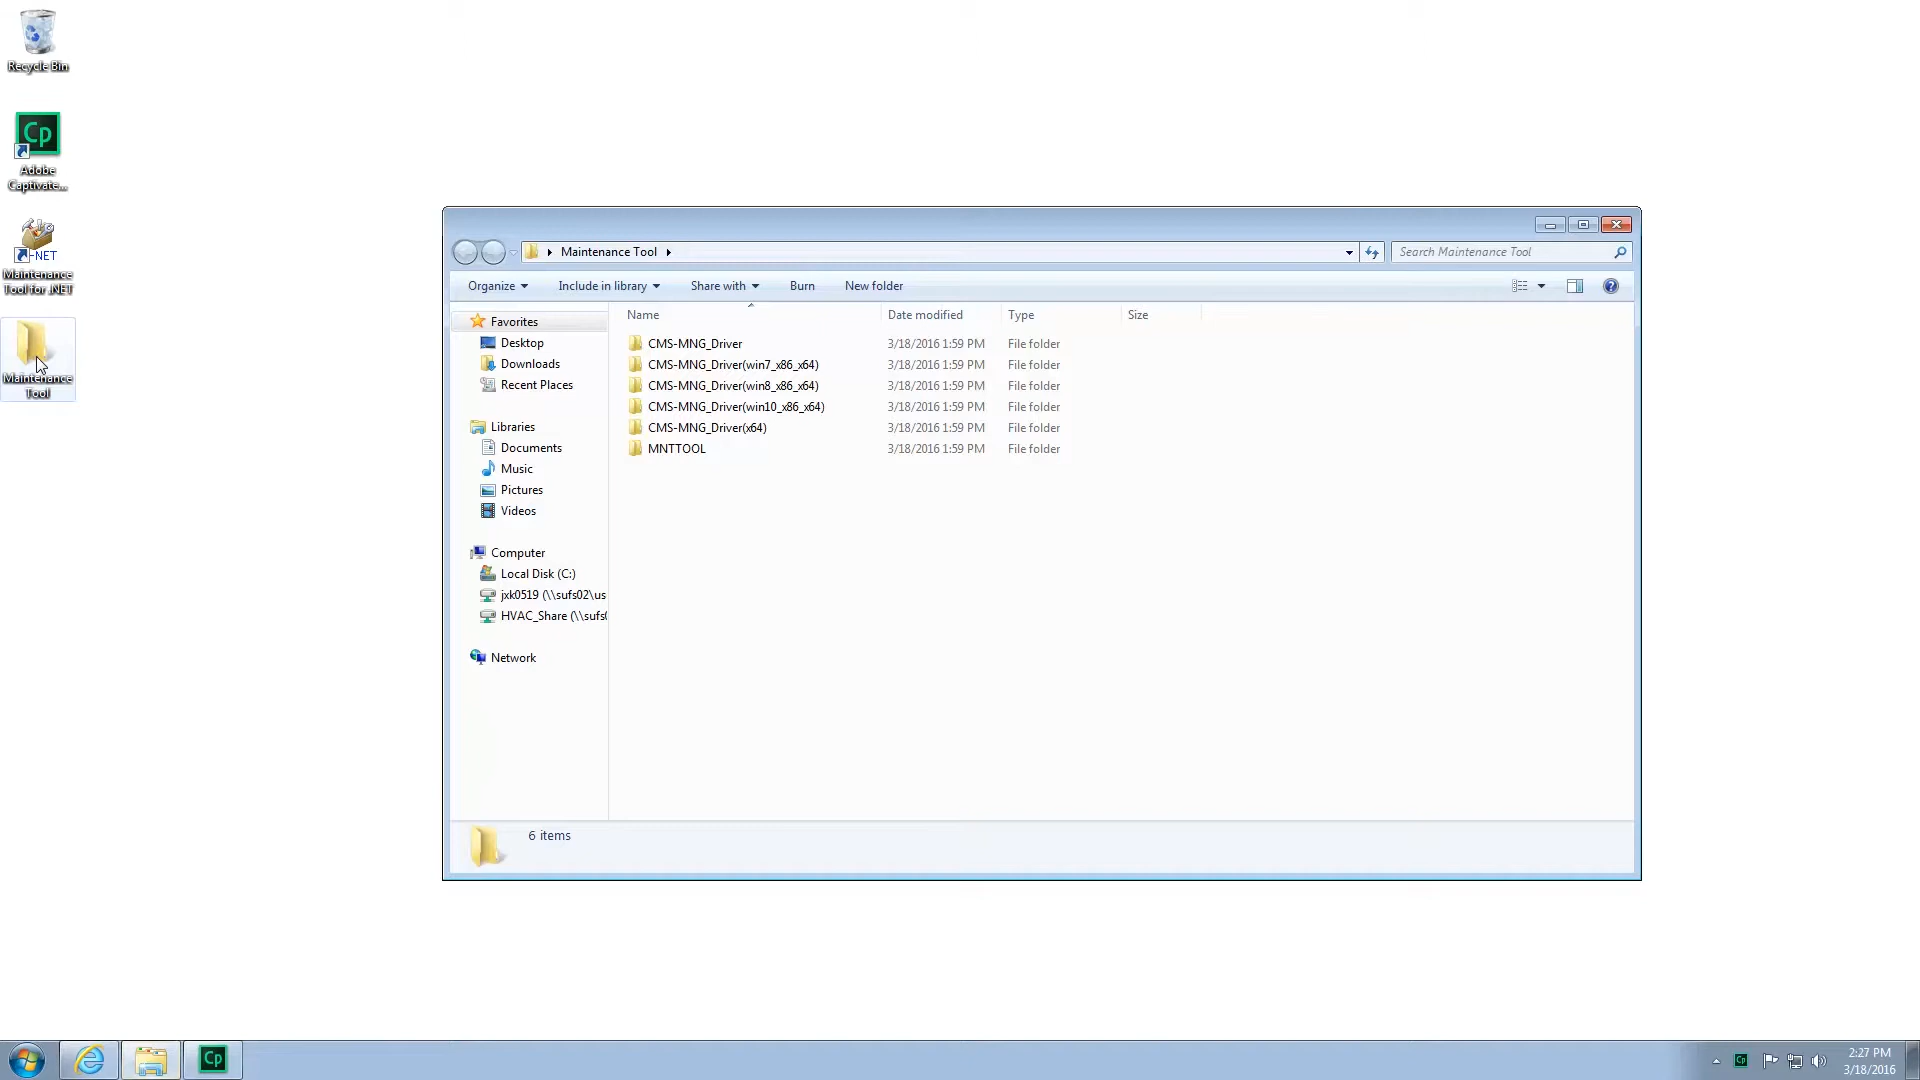 Recycle Bin
Cp
Adobe
Captivate...
.NET
Maintenance
Tool for .NET
Maintenance
Tool
Maintenance Tool
Search Maintenance Tool
Organize
Include in library
Share with
Burn
New folder
Name
Date modified
Type
Size
Favorites
Desktop
Downloads
Recent Places
Libraries
Documents
Music
Pictures
Videos
Computer
Local Disk (C:)
jxk0519 (\\sufs02\us
HVAC_Share (\\sufs
Network
CMS-MNG_Driver 3/18/2016 1:59 PM File folder
CMS-MNG_Driver(win7_x86_x64) 3/18/2016 1:59 PM File folder
CMS-MNG_Driver(win8_x86_x64) 3/18/2016 1:59 PM File folder
CMS-MNG_Driver(win10_x86_x64) 3/18/2016 1:59 PM File folder
CMS-MNG_Driver(x64) 3/18/2016 1:59 PM File folder
MNTTOOL 3/18/2016 1:59 PM File folder
6 items
Cp
Cp
2:27 PM
3/18/2016